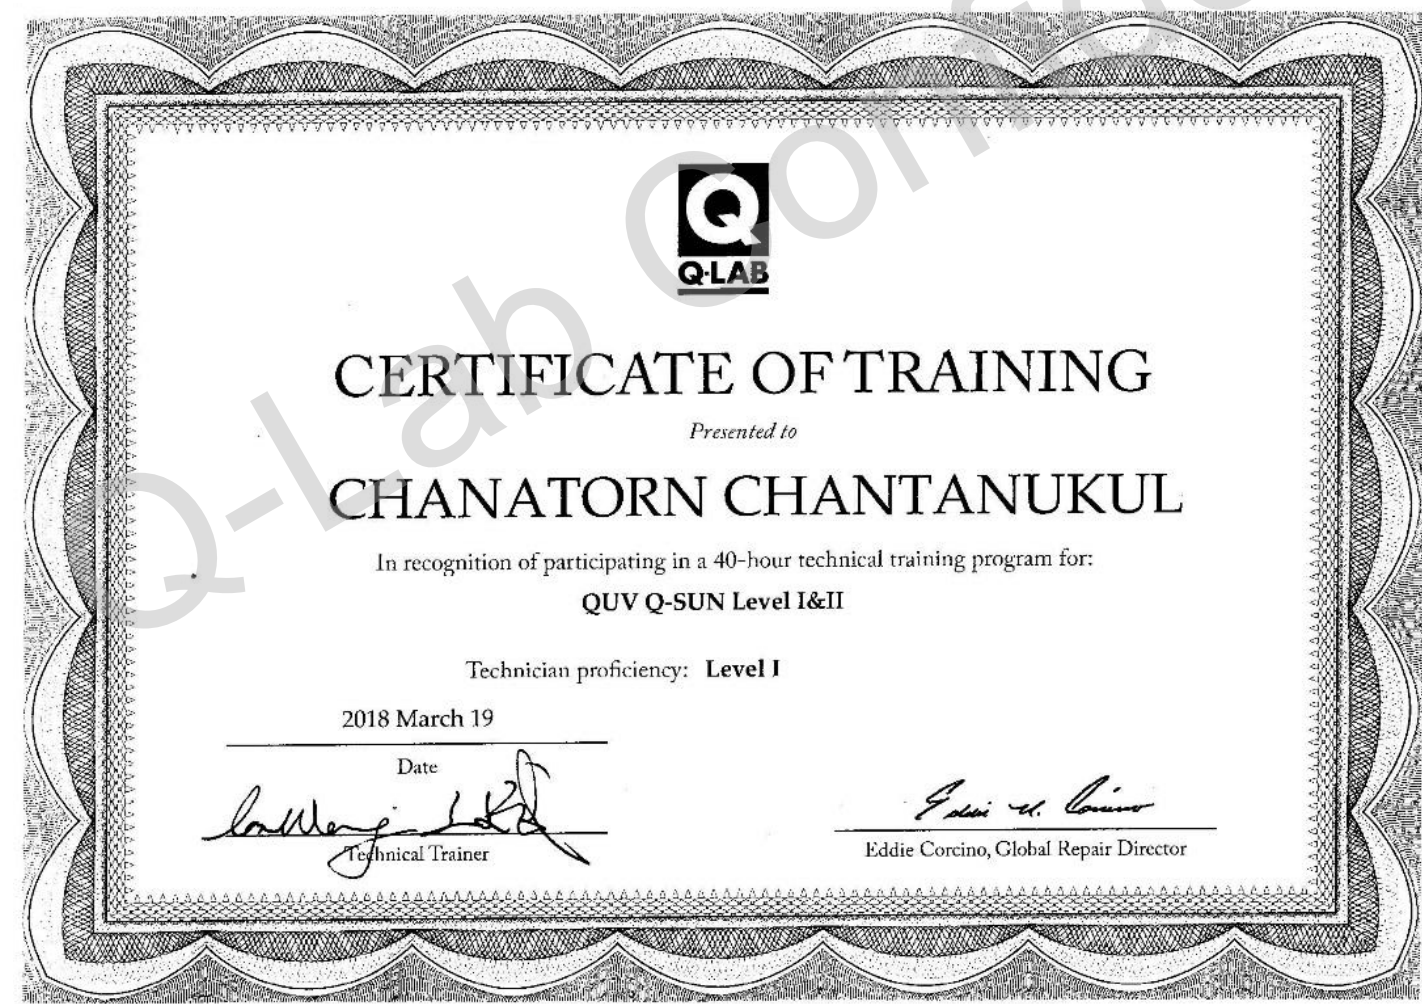 Q
Q-LAB
CERTIFICATE OF TRAINING
Presented to
CHANATORN CHANTANUKUL
In recognition of participating in a 40-hour technical training program for:
QUV Q-SUN Level I&II
Technician proficiency: Level I
2018 March 19
Date
Technical Trainer
Eddie Corcino, Global Repair Director
Q-Lab